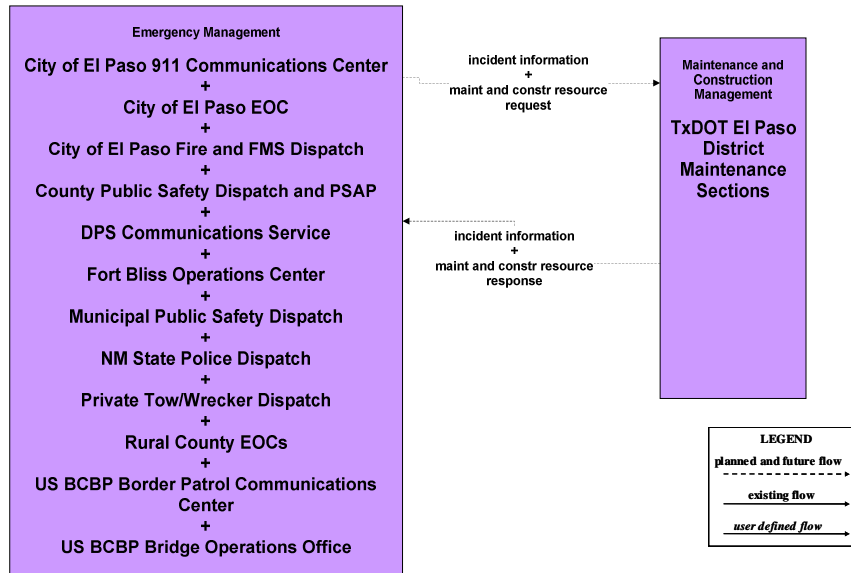 Emergency Management
City of El Paso 911 Communications Center
+
City of El Paso EOC
+
City of El Paso Fire and FMS Dispatch
+
County Public Safety Dispatch and PSAP
+
DPS Communications Service
+
Fort Bliss Operations Center
+
Municipal Public Safety Dispatch
+
NM State Police Dispatch
+
Private Tow/Wrecker Dispatch
+
Rural County EOCs
+
US BCBP Border Patrol Communications
Center
+
US BCBP Bridge Operations Office
incident information
+
maint and constr resource
request
incident information
+
maint and constr resource
response
Maintenance and
Construction
Management
TxDOT El Paso
District
Maintenance
Sections
LEGEND
planned and future flow
existing flow
user defined flow